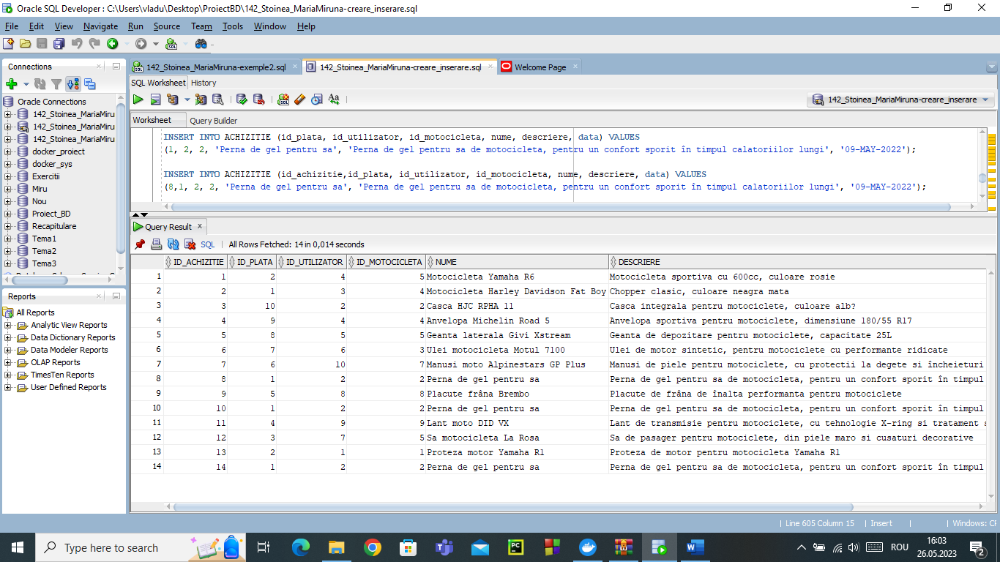 Oracle SQL Developer : C:\Users\vladu\Desktop\ProiectBD\142_Stoinea_MariaMiruna-creare_inserare.sql
File Edit View Navigate Run Source Team Tools Window Help
Connections
Oracle Connections
142_Stoinea_MariaMiru
142_Stoinea_MariaMiru
142_Stoinea_MariaMiru
docker_proiect
docker_sys
Exercitii
Miru
Nou
Proiect_BD
Recapitulare
Tema1
Tema2
Tema3
Reports
All Reports
Analytic View Reports
Data Dictionary Reports
Data Modeler Reports
OLAP Reports
TimesTen Reports
User Defined Reports
142_Stoinea_MariaMiruna-exemple2.sql 142_Stoinea_MariaMiruna-creare_inserare.sql Welcome Page
SQL Worksheet History
142_Stoinea_MariaMiruna-creare_inserare
Worksheet Query Builder
INSERT INTO ACHIZITIE (id_plata, id_utilizator, id_motocicleta, nume, descriere, data) VALUES
(1, 2, 2, 'Perna de gel pentru sa', 'Perna de gel pentru sa de motocicleta, pentru un confort sporit în timpul calatoriilor lungi', '09-MAY-2022');
INSERT INTO ACHIZITIE (id_achizitie,id_plata, id_utilizator, id_motocicleta, nume, descriere, data) VALUES
(8,1, 2, 2, 'Perna de gel pentru sa', 'Perna de gel pentru sa de motocicleta, pentru un confort sporit în timpul calatoriilor lungi', '09-MAY-2022');
Query Result
SQL | All Rows Fetched: 14 in 0,014 seconds
ID_ACHIZITIE ID_PLATA ID_UTILIZATOR ID_MOTOCICLETA NUME DESCRIERE
1 1 2 4 5 Motocicleta Yamaha R6 Motocicleta sportiva cu 600cc, culoare rosie
2 2 1 3 4 Motocicleta Harley Davidson Fat Boy Chopper clasic, culoare neagra mata
3 3 10 2 2 Casca HJC RPHA 11 Casca integrala pentru motociclete, culoare alb?
4 4 9 4 4 Anvelopa Michelin Road 5 Anvelopa sportiva pentru motociclete, dimensiune 180/55 R17
5 5 8 5 5 Geanta laterala Givi Xstream Geanta de depozitare pentru motociclete, capacitate 25L
6 6 7 6 3 Ulei motocicleta Motul 7100 Ulei de motor sintetic, pentru motociclete cu performante ridicate
7 7 6 10 7 Manusi moto Alpinestars GP Plus Manusi de piele pentru motociclete, cu protectii la degete si încheieturi
8 8 1 2 2 Perna de gel pentru sa Perna de gel pentru sa de motocicleta, pentru un confort sporit în timpul
9 9 5 8 8 Placute frâna Brembo Placute de frâna de înalta performanta pentru motociclete
10 10 1 2 2 Perna de gel pentru sa Perna de gel pentru sa de motocicleta, pentru un confort sporit în timpul
11 11 4 9 9 Lant moto DID VX Lant de transmisie pentru motociclete, cu tehnologie X-ring si tratament s
12 12 3 7 5 Sa motocicleta La Rosa Sa de pasager pentru motociclete, din piele maro si cusaturi decorative
13 13 2 1 1 Proteza motor Yamaha R1 Proteza de motor pentru motocicleta Yamaha R1
14 14 1 2 2 Perna de gel pentru sa Perna de gel pentru sa de motocicleta, pentru un confort sporit în timpul
| Line 605 Column 15 | Insert | | Windows: CF
Type here to search
ROU
16:03
26.05.2023
2